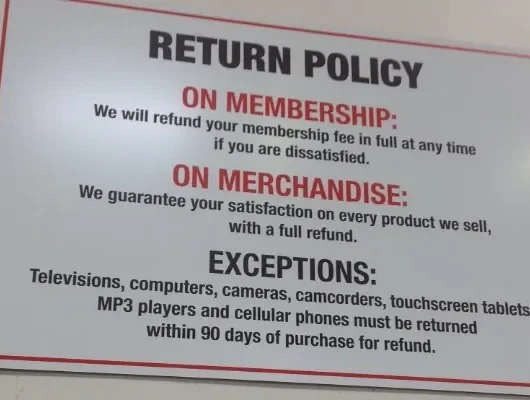 RETURN POLICY
ON MEMBERSHIP:
We will refund your membership fee in full at any time
if you are dissatisfied.
ON MERCHANDISE:
We guarantee your satisfaction on every product we sell,
with a full refund.
EXCEPTIONS:
Televisions, computers, cameras, camcorders, touchscreen tablets
MP3 players and cellular phones must be returned
within 90 days of purchase for refund.